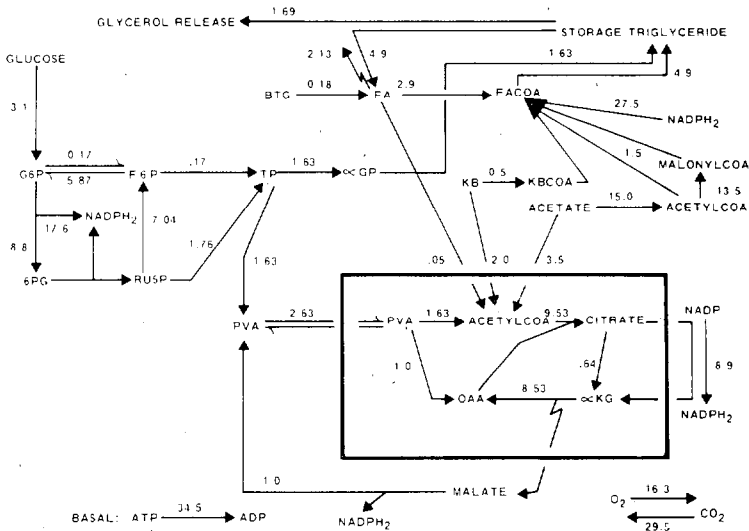 1.69
GLYCEROL RELEASE
STORAGE TRIGLYCERIDE
2.13
4.9
1.63
GLUCOSE
4.9
BTG 0.18 FA 2.9 FACOA
27.5
NADPH₂
3.1
1.5
MALONYLCOA
0.17
G6P F6P .17 TP 1.63 ∝GP
5.87
KB 0.5 KBCOA
13.5
ACETATE 15.0 ACETYLCOA
17.6 NADPH₂
7.04
8.8
1.76
1.63
.05
2.0
3.5
6PG RU5P
PVA 2.63 PVA 1.63 ACETYLCOA 9.53 CITRATE
NADP
1.0
.64
8.9
OAA 8.53 ∝KG
NADPH₂
1.0
MALATE
BASAL: ATP 34.5 ADP
NADPH₂
O₂ 16.3
29.5 CO₂